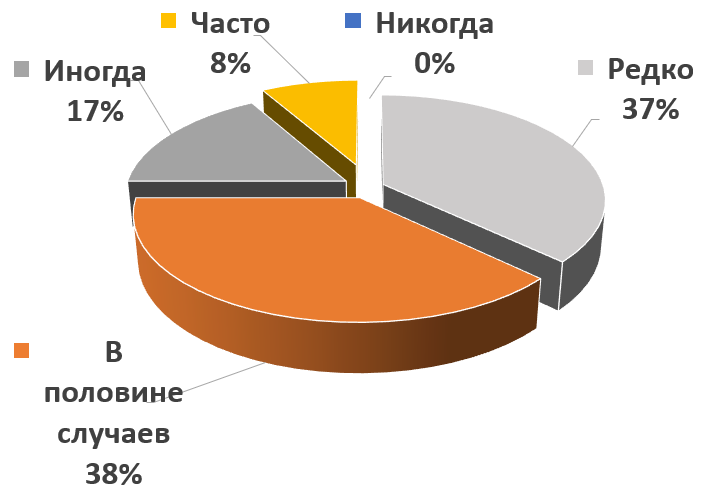 Часто
8%
Никогда
0%
Иногда
17%
Редко
37%
В
половине
случаев
38%